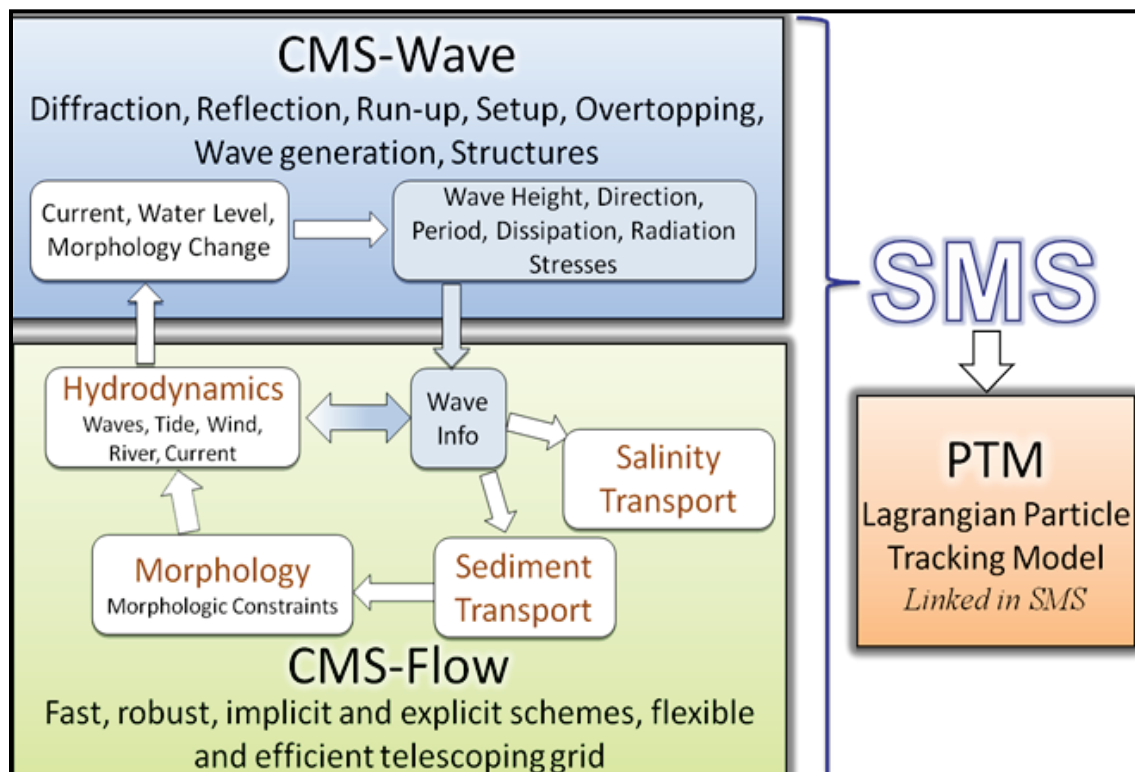 CMS-Wave
Diffraction, Reflection, Run-up, Setup, Overtopping,
Wave generation, Structures
Current, Water Level,
Morphology Change
Wave Height, Direction,
Period, Dissipation, Radiation
Stresses
Hydrodynamics
Waves, Tide, Wind,
River, Current
Wave
Info
Salinity
Transport
Morphology
Morphologic Constraints
Sediment
Transport
CMS-Flow
Fast, robust, implicit and explicit schemes, flexible
and efficient telescoping grid
SMS
PTM
Lagrangian Particle
Tracking Model
Linked in SMS